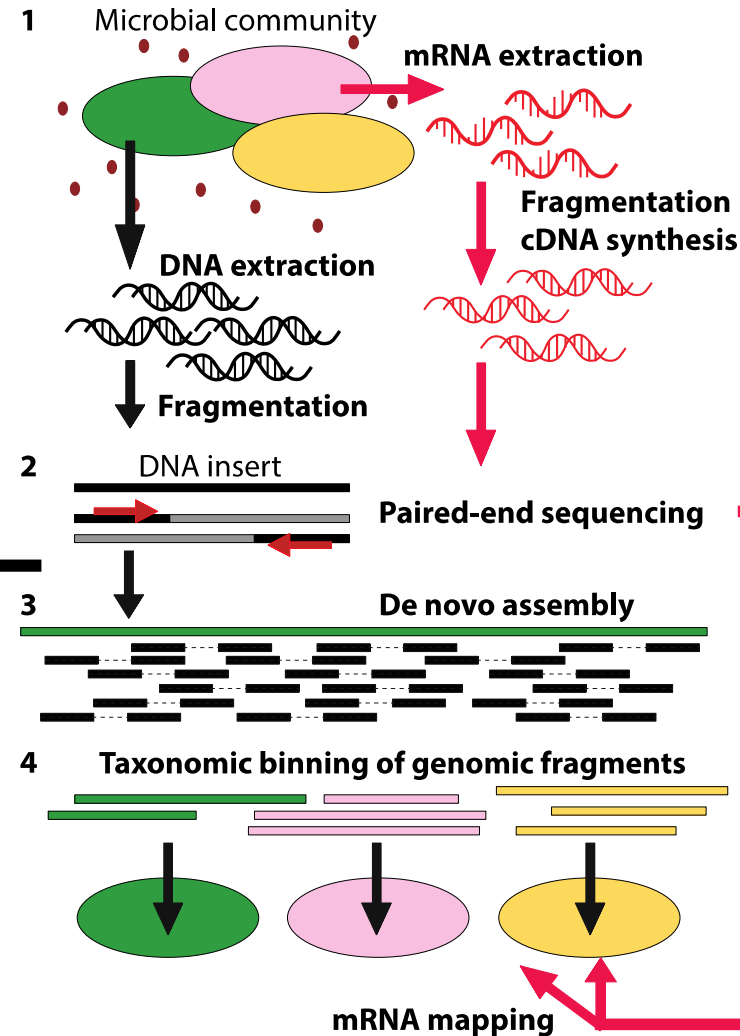 1 Microbial community
mRNA extraction
Fragmentation
cDNA synthesis
DNA extraction
Fragmentation
2 DNA insert
Paired-end sequencing
3 De novo assembly
4 Taxonomic binning of genomic fragments
mRNA mapping